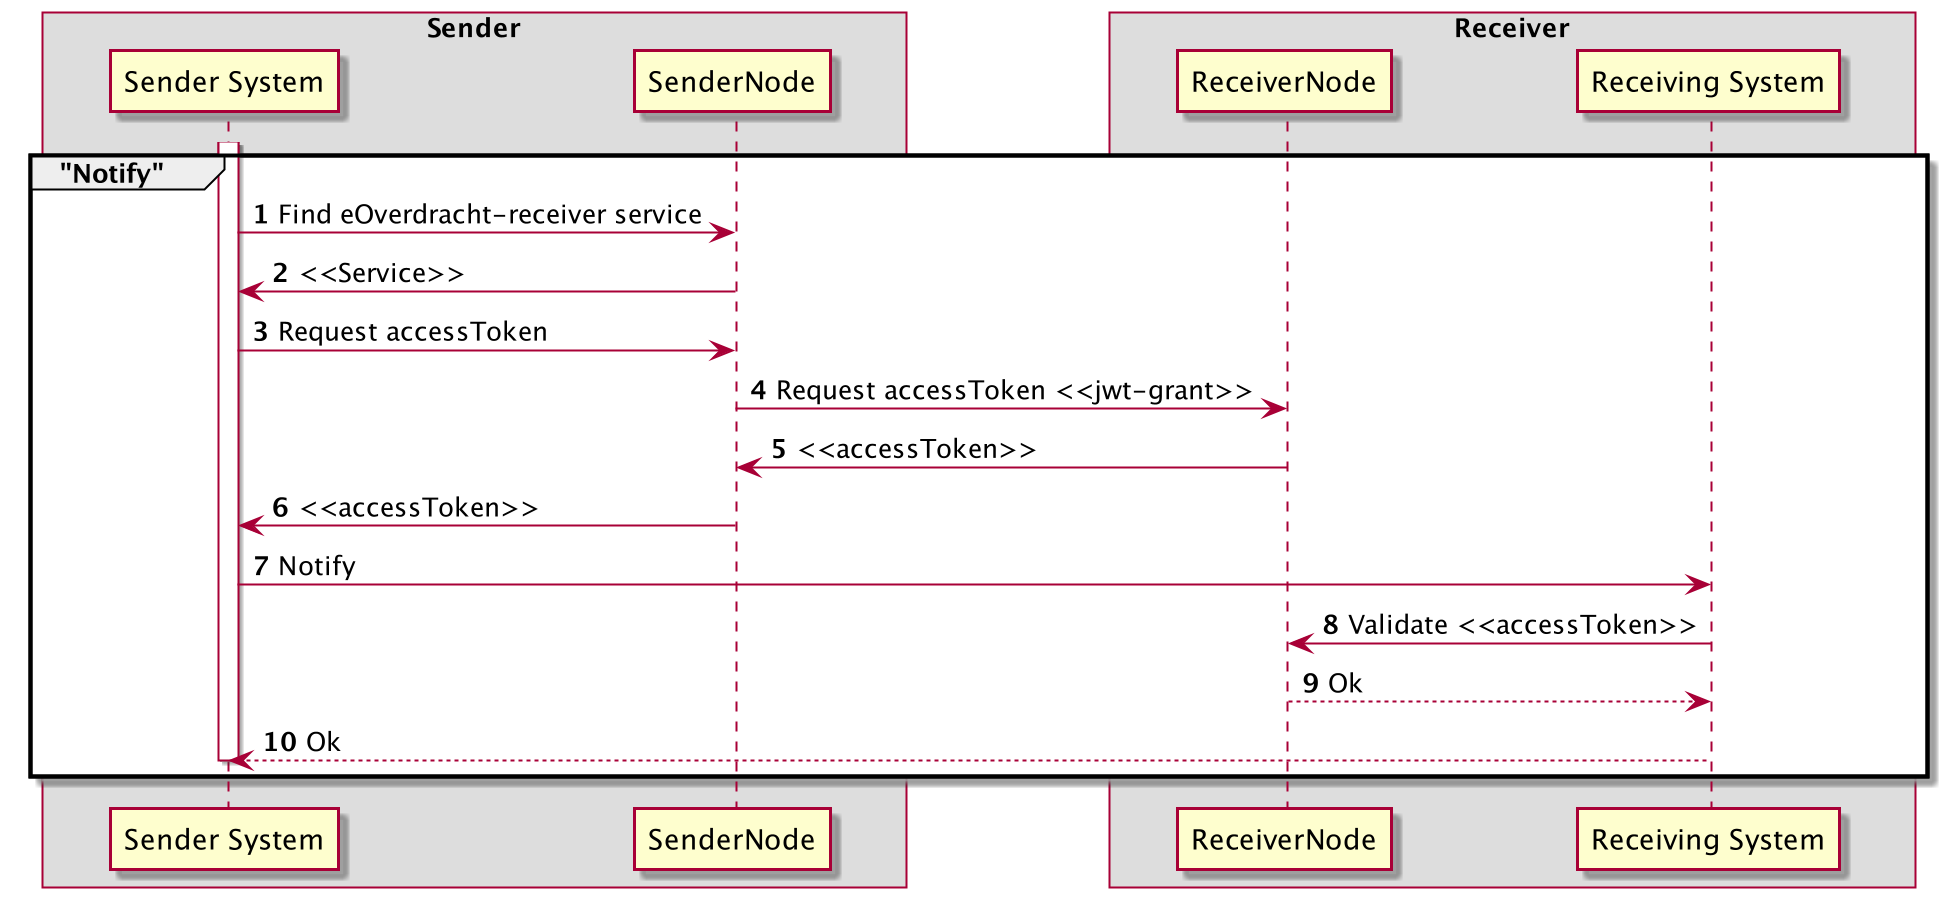 Sender
Receiver
Sender System
SenderNode
ReceiverNode
Receiving System
"Notify"
1 Find eOverdracht-receiver service
2 <<Service>>
3 Request accessToken
4 Request accessToken <<jwt-grant>>
5 <<accessToken>>
6 <<accessToken>>
7 Notify
8 Validate <<accessToken>>
9 Ok
10 Ok
Sender System
SenderNode
ReceiverNode
Receiving System